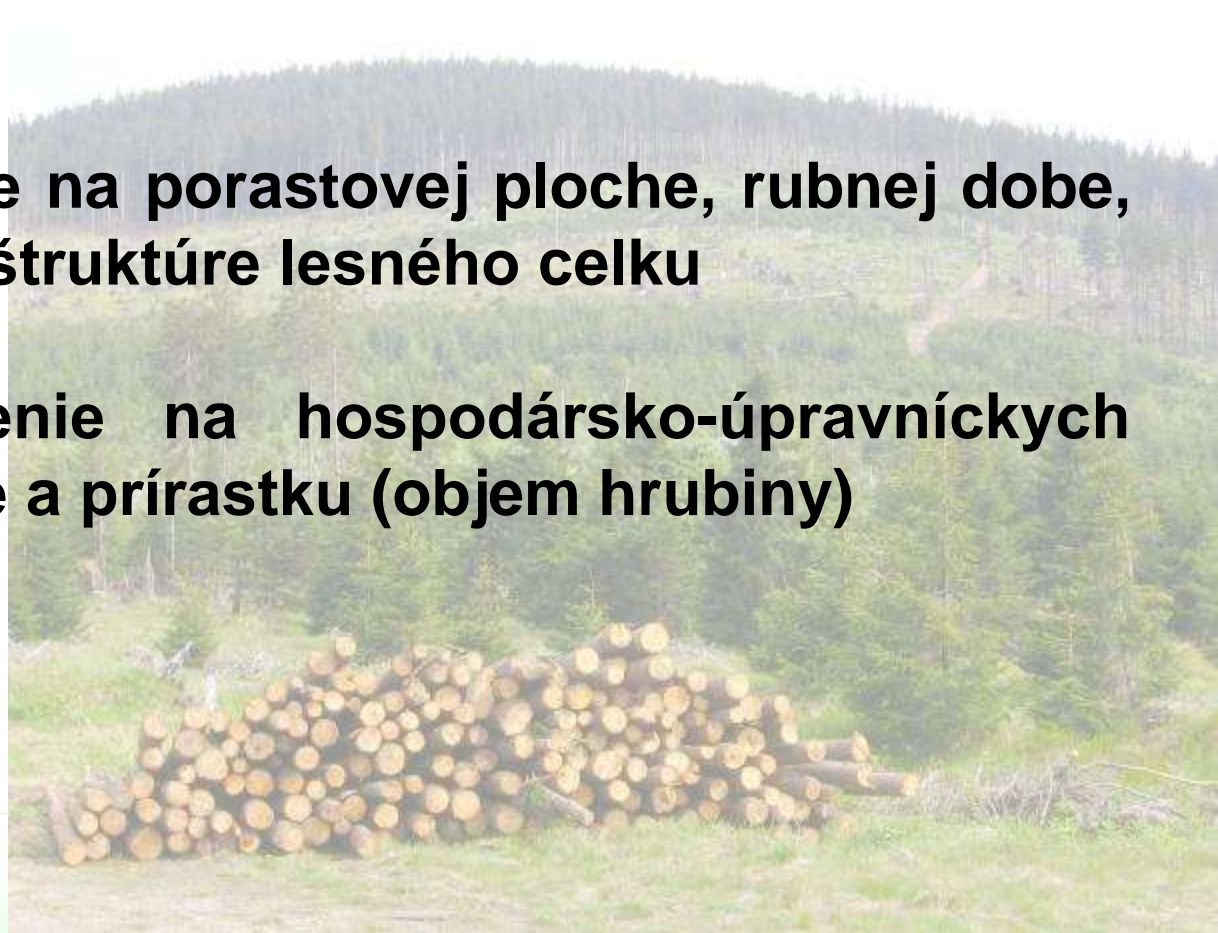 e na porastovej ploche, rubnej dobe,
štruktúre lesného celku
enie na hospodársko-úpravníckych
e a prírastku (objem hrubiny)